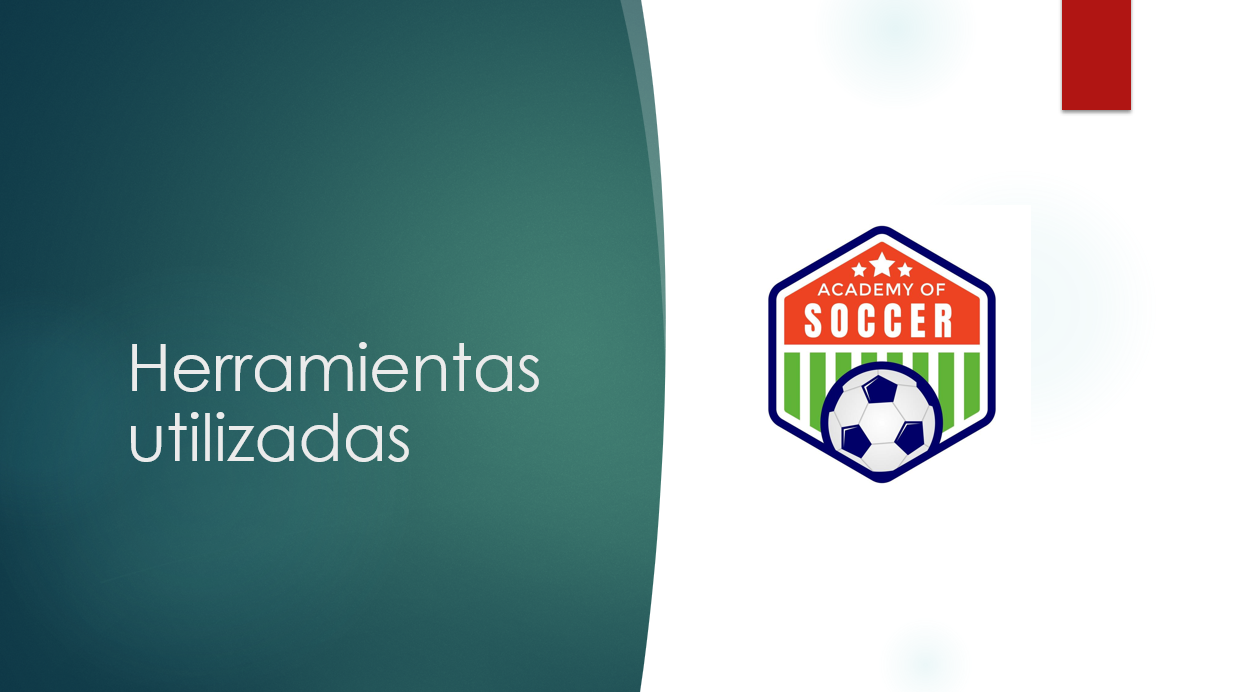 Herramientas
utilizadas
ACADEMY OF
SOCCER